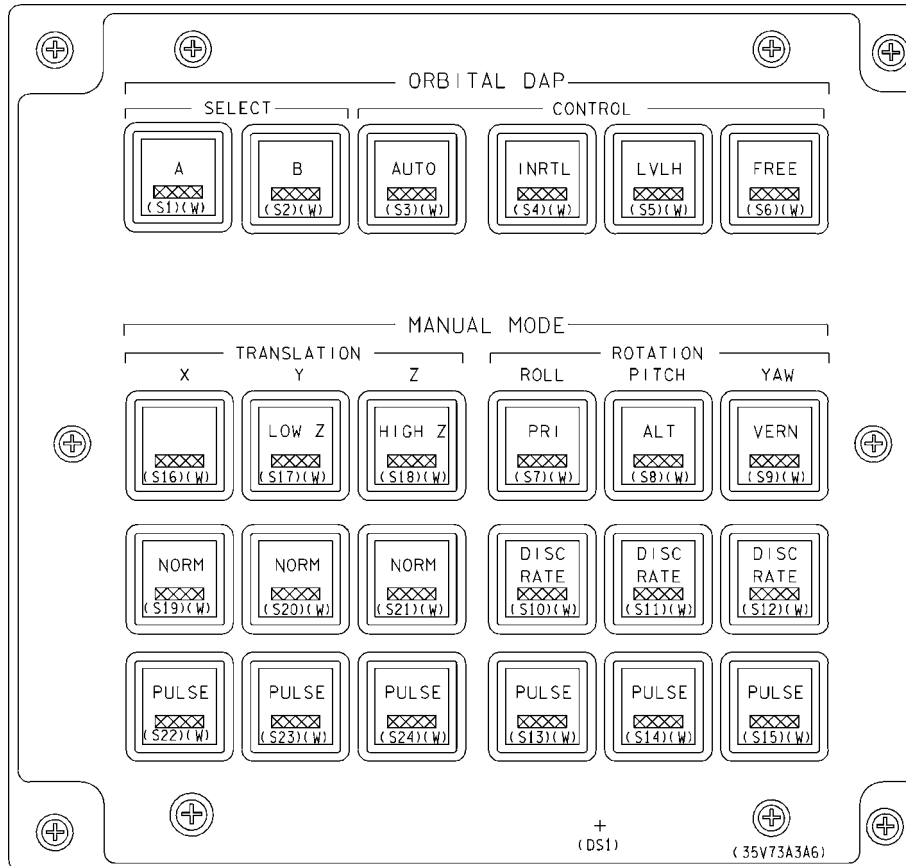 ORBITAL DAP
SELECT CONTROL
A B AUTO INRTL LVLH FREE
(S1)(W) (S2)(W) (S3)(W) (S4)(W) (S5)(W) (S6)(W)
MANUAL MODE
TRANSLATION ROTATION
X Y Z ROLL PITCH YAW
LOW Z HIGH Z PRI ALT VERN
(S16)(W) (S17)(W) (S18)(W) (S7)(W) (S8)(W) (S9)(W)
DISC DISC DISC
NORM NORM NORM RATE RATE RATE
(S19)(W) (S20)(W) (S21)(W) (S10)(W) (S11)(W) (S12)(W)
PULSE PULSE PULSE PULSE PULSE PULSE
(S22)(W) (S23)(W) (S24)(W) (S13)(W) (S14)(W) (S15)(W)
(DS1)
(35V73A3A6)